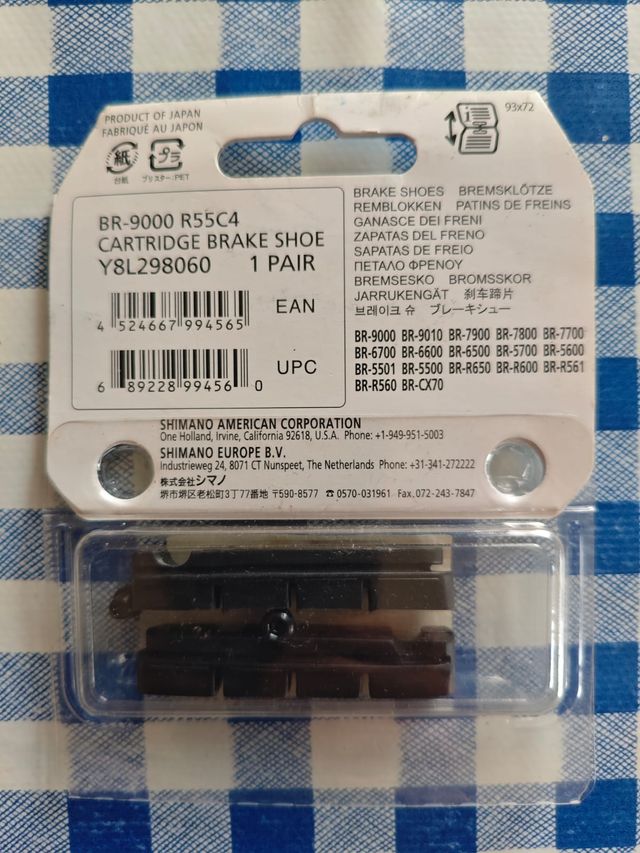 PRODUCT OF JAPAN
FABRIQUÉ AU JAPON
93x72
紙 プラ
台紙 ブリスター:PET
BR-9000 R55C4
CARTRIDGE BRAKE SHOE
Y8L298060 1 PAIR
4 524667 994565 EAN
6 89228 99456 0 UPC
BRAKE SHOES BREMSKLÖTZE
REMBLOKKEN PATINS DE FREINS
GANASCE DEI FRENI
ZAPATAS DEL FRENO
SAPATAS DE FREIO
ΠΕΤΑΛΟ ΦΡΕΝΟΥ
BREMSESKO BROMSSKOR
JARRUKENGÄT 刹车蹄片
브레이크 슈 ブレーキシュー
BR-9000 BR-9010 BR-7900 BR-7800 BR-7700
BR-6700 BR-6600 BR-6500 BR-5700 BR-5600
BR-5501 BR-5500 BR-R650 BR-R600 BR-R561
BR-R560 BR-CX70
SHIMANO AMERICAN CORPORATION
One Holland, Irvine, California 92618, U.S.A. Phone: +1-949-951-5003
SHIMANO EUROPE B.V.
Industrieweg 24, 8071 CT Nunspeet, The Netherlands Phone: +31-341-272222
株式会社シマノ
堺市堺区老松町3丁77番地 〒590-8577 ☎0570-031961 Fax.072-243-7847